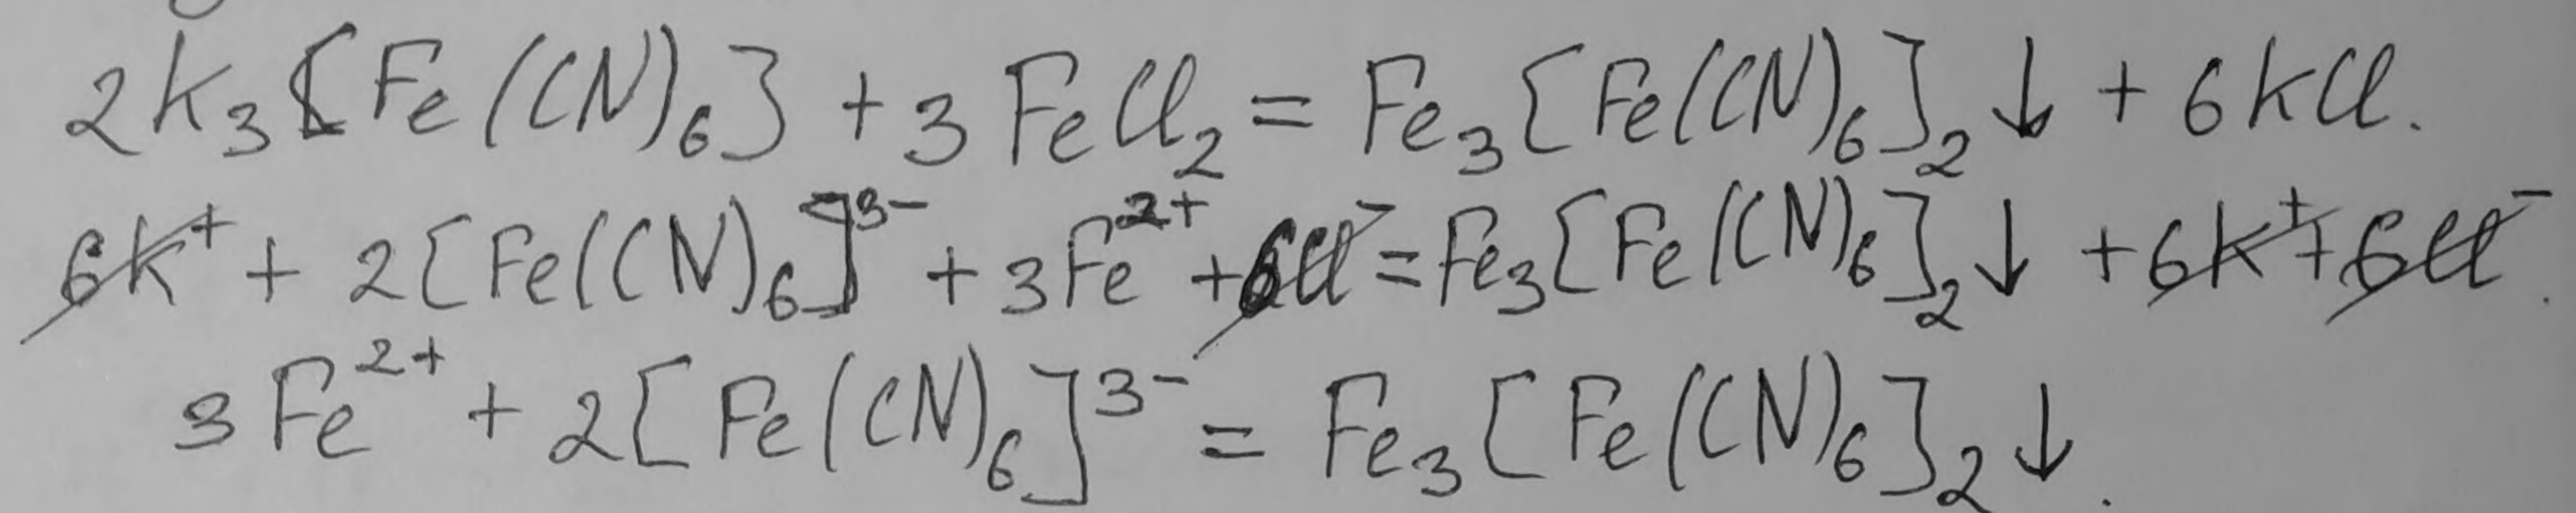 2K₃[Fe(CN)₆] + 3FeCl₂ = Fe₃[Fe(CN)₆]₂↓ + 6KCl.
6K⁺ + 2[Fe(CN)₆]³⁻ + 3Fe²⁺ + 6Cl⁻ = Fe₃[Fe(CN)₆]₂↓ + 6K⁺ + 6Cl⁻.
3Fe²⁺ + 2[Fe(CN)₆]³⁻ = Fe₃[Fe(CN)₆]₂↓.